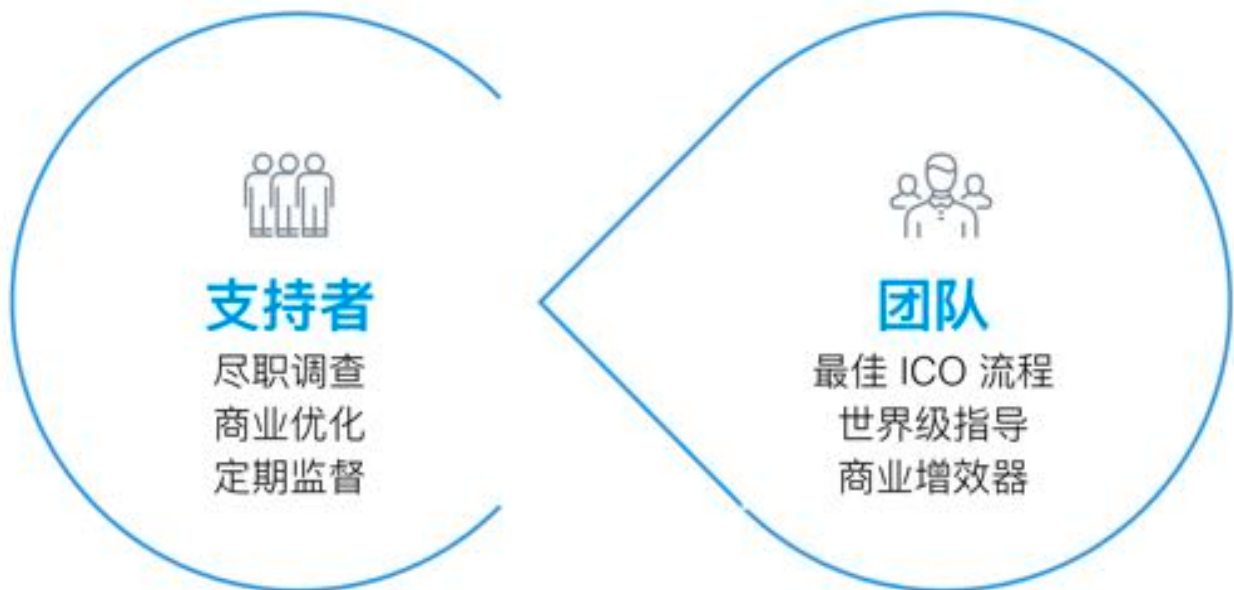 支持者
尽职调查
商业优化
定期监督
团队
最佳 ICO 流程
世界级指导
商业增效器